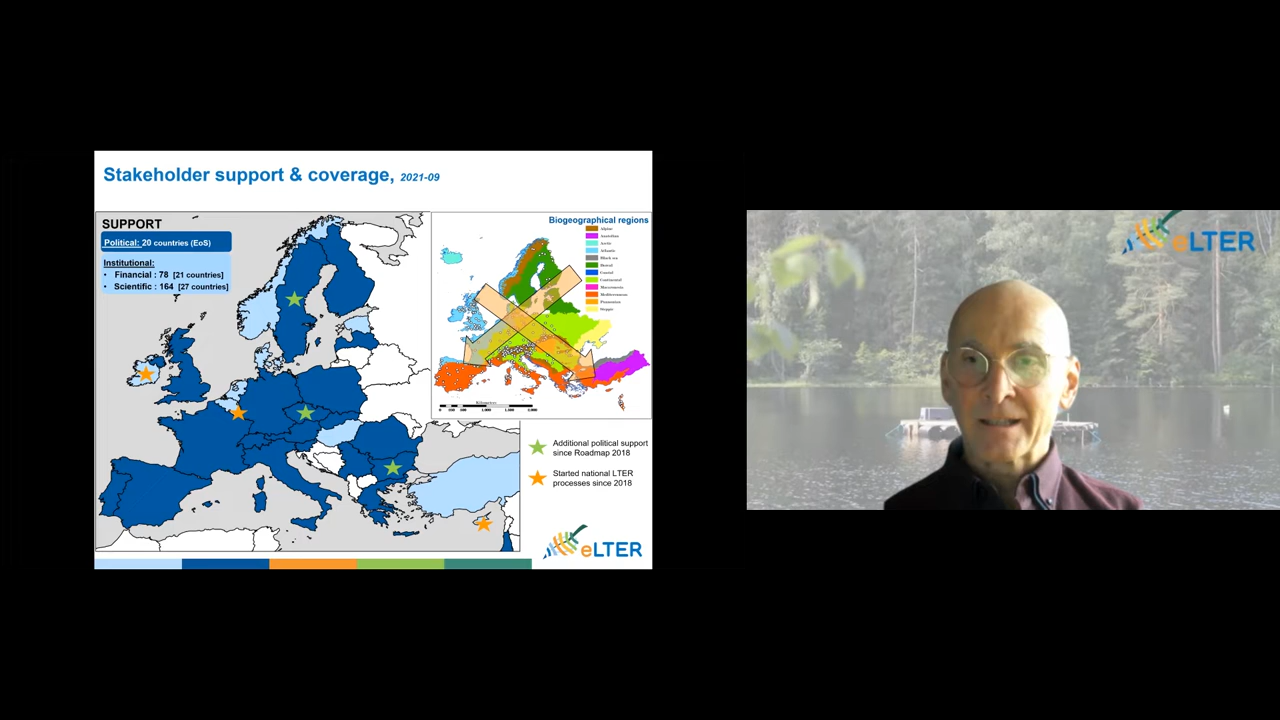 Stakeholder support & coverage, 2021-09
SUPPORT
Political: 20 countries (EoS)
Institutional:
• Financial : 78 [21 countries]
• Scientific : 164 [27 countries]
Biogeographical regions
Alpine
Anatolian
Arctic
Atlantic
Black sea
Boreal
Coastal
Continental
Macaronesia
Mediterranean
Pannonian
Steppic
Kilometers
Additional political support
since Roadmap 2018
Started national LTER
processes since 2018
eLTER
eLTER